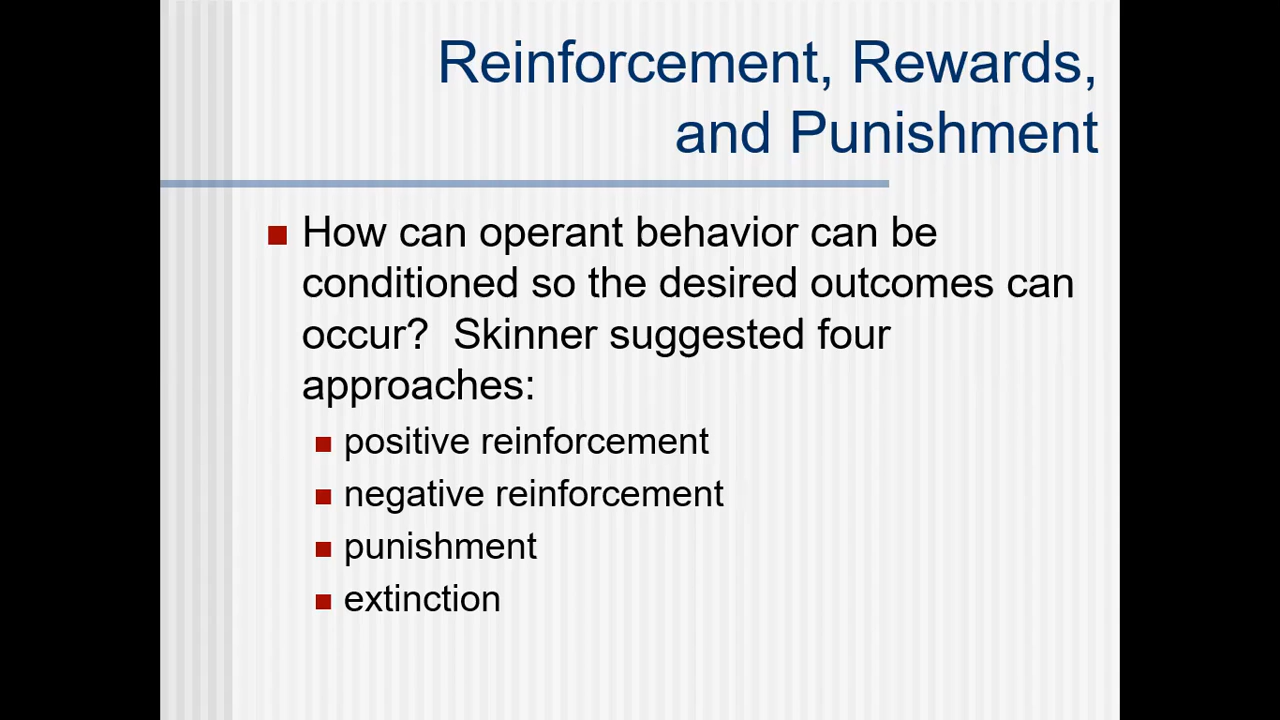 Reinforcement, Rewards,
and Punishment
How can operant behavior can be
conditioned so the desired outcomes can
occur?  Skinner suggested four
approaches:
positive reinforcement
negative reinforcement
punishment
extinction